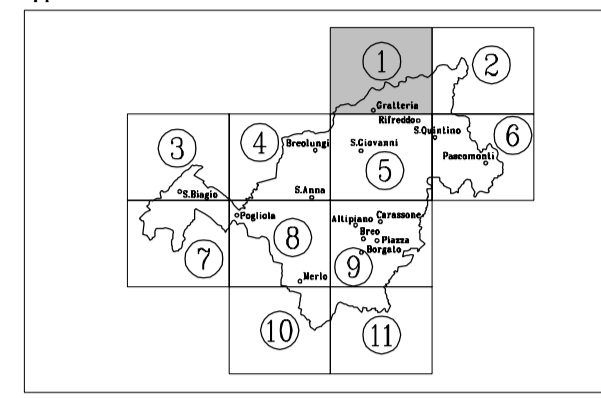 1
2
Gratteria
Rifreddo
3
4
Breolungi
S.Giovanni
5
S.Quintino
6
Pascomonti
S.Biagio
S.Anna
7
Pogliola
8
Altipiano
Carassone
Breo
Piazza
Borgato
9
Merlo
10
11